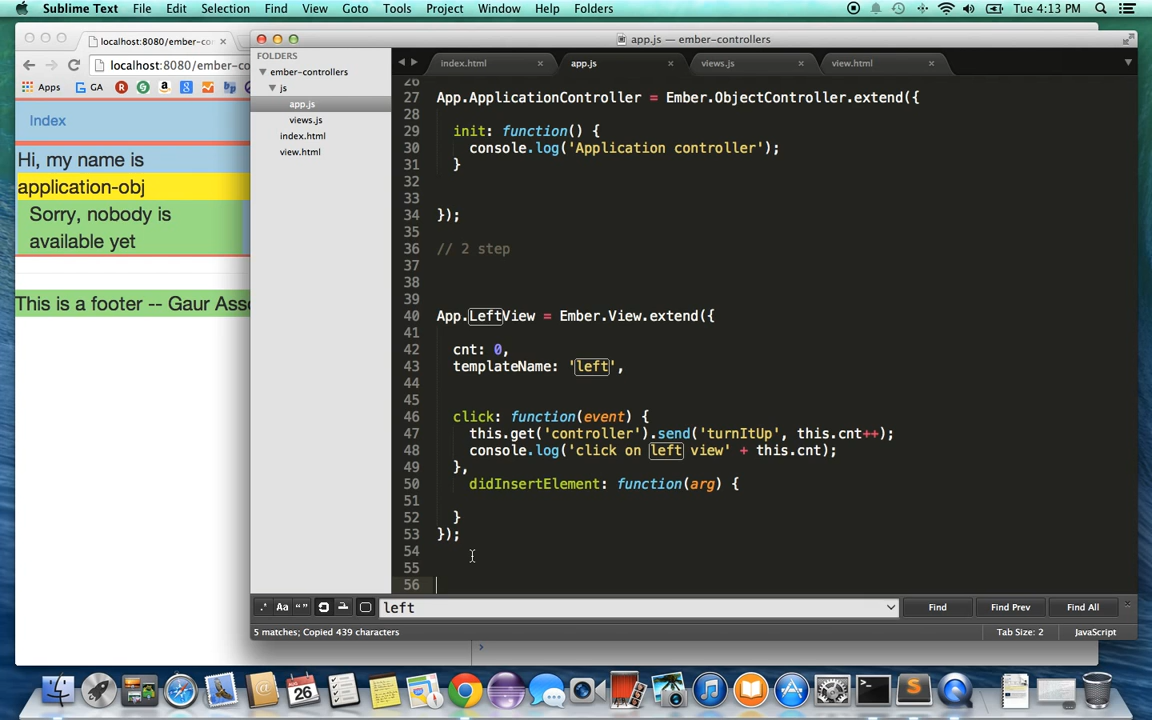 Sublime Text File Edit Selection Find View Goto Tools Project Window Help Folders Tue 4:13 PM
localhost:8080/ember-co
localhost:8080/ember-co
Apps GA
Index
Hi, my name is
application-obj
Sorry, nobody is
available yet
This is a footer -- Gaur Asso
app.js — ember-controllers
FOLDERS
ember-controllers
js
app.js
views.js
index.html
view.html
index.html app.js views.js view.html
26
27 App.ApplicationController = Ember.ObjectController.extend({
28
29 init: function() {
30 console.log('Application controller');
31 }
32
33
34 });
35
36 // 2 step
37
38
39
40 App.LeftView = Ember.View.extend({
41
42 cnt: 0,
43 templateName: 'left',
44
45
46 click: function(event) {
47 this.get('controller').send('turnItUp', this.cnt++);
48 console.log('click on left view' + this.cnt);
49 },
50 didInsertElement: function(arg) {
51
52 }
53 });
54
55
56
.* Aa “” left Find Find Prev Find All
5 matches; Copied 439 characters Tab Size: 2 JavaScript
26